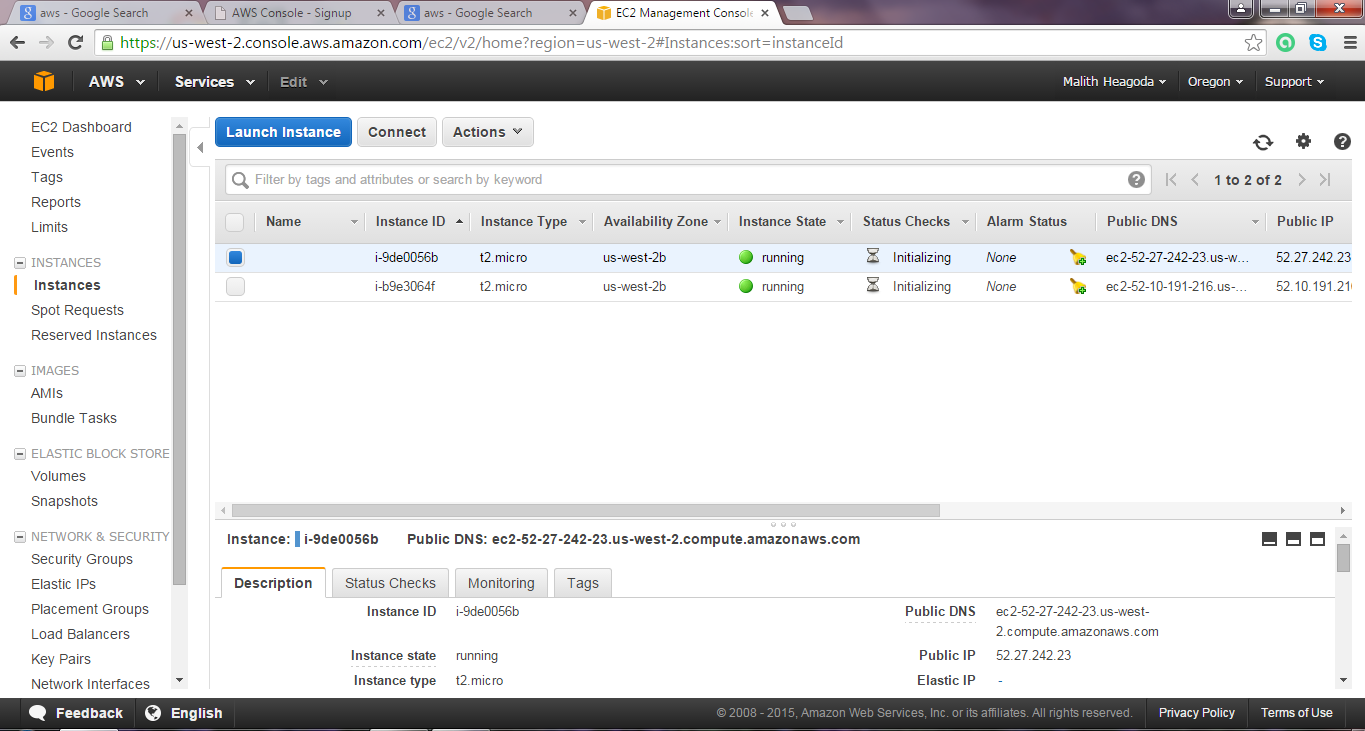 aws - Google Search
AWS Console - Signup
aws - Google Search
EC2 Management Console
https://us-west-2.console.aws.amazon.com/ec2/v2/home?region=us-west-2#Instances:sort=instanceId
AWS Services Edit Malith Heagoda Oregon Support
EC2 Dashboard
Events
Tags
Reports
Limits
INSTANCES
Instances
Spot Requests
Reserved Instances
IMAGES
AMIs
Bundle Tasks
ELASTIC BLOCK STORE
Volumes
Snapshots
NETWORK & SECURITY
Security Groups
Elastic IPs
Placement Groups
Load Balancers
Key Pairs
Network Interfaces
Launch Instance Connect Actions
Filter by tags and attributes or search by keyword 1 to 2 of 2
Name Instance ID Instance Type Availability Zone Instance State Status Checks Alarm Status Public DNS Public IP
i-9de0056b t2.micro us-west-2b running Initializing None ec2-52-27-242-23.us-w... 52.27.242.23
i-b9e3064f t2.micro us-west-2b running Initializing None ec2-52-10-191-216.us-... 52.10.191.216
Instance: i-9de0056b Public DNS: ec2-52-27-242-23.us-west-2.compute.amazonaws.com
Description Status Checks Monitoring Tags
Instance ID i-9de0056b Public DNS ec2-52-27-242-23.us-west-
2.compute.amazonaws.com
Instance state running Public IP 52.27.242.23
Instance type t2.micro Elastic IP -
Feedback English © 2008 - 2015, Amazon Web Services, Inc. or its affiliates. All rights reserved. Privacy Policy Terms of Use